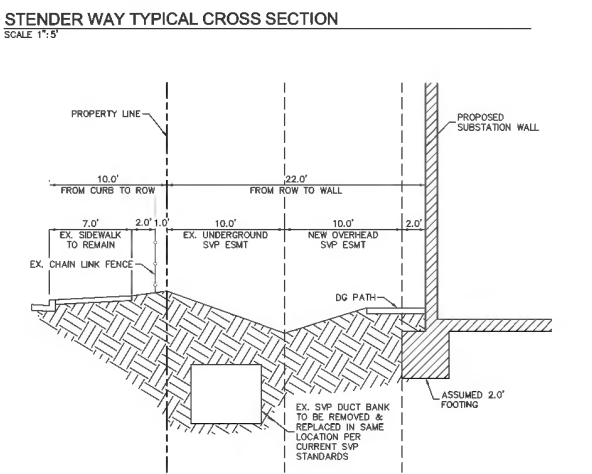 STENDER WAY TYPICAL CROSS SECTION
SCALE 1":5'
PROPERTY LINE
PROPOSED
SUBSTATION WALL
10.0'
FROM CURB TO ROW
22.0'
FROM ROW TO WALL
7.0'
EX. SIDEWALK
TO REMAIN
2.0'
1.0'
10.0'
EX. UNDERGROUND
SVP ESMT
10.0'
NEW OVERHEAD
SVP ESMT
2.0'
EX. CHAIN LINK FENCE
DG PATH
ASSUMED 2.0'
FOOTING
EX. SVP DUCT BANK
TO BE REMOVED &
REPLACED IN SAME
LOCATION PER
CURRENT SVP
STANDARDS